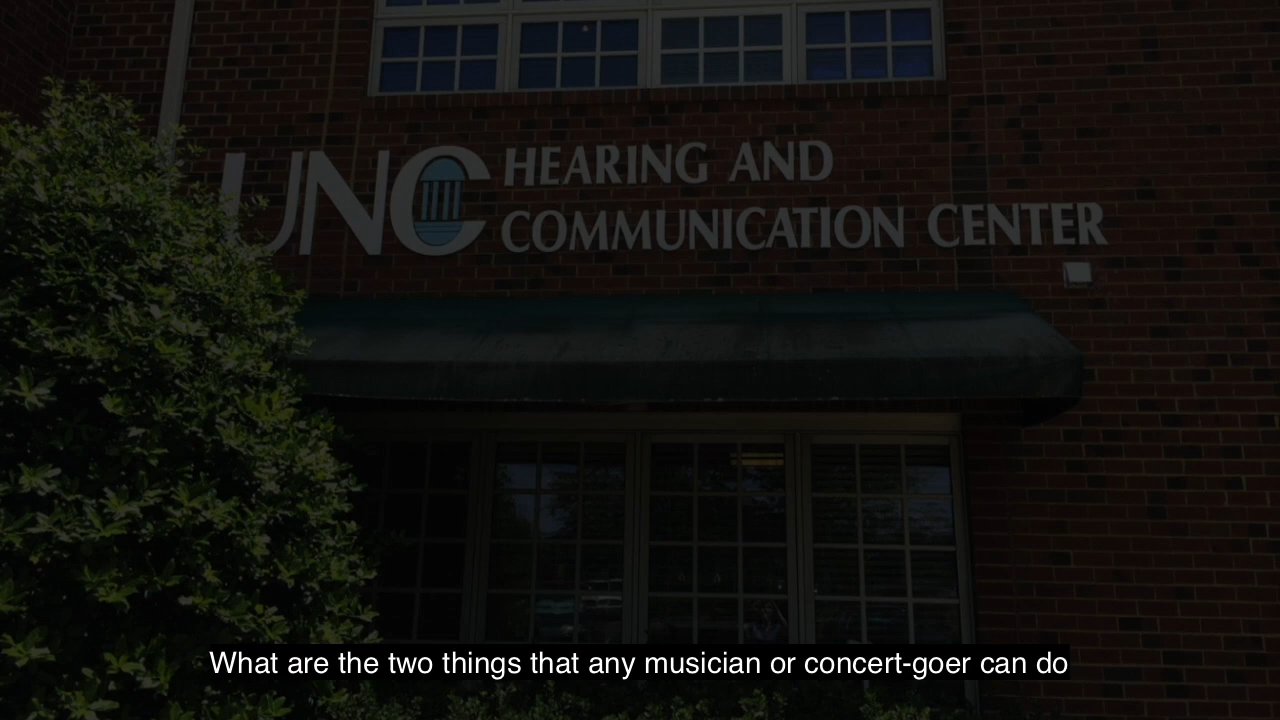 UNC HEARING AND
COMMUNICATION CENTER
What are the two things that any musician or concert-goer can do